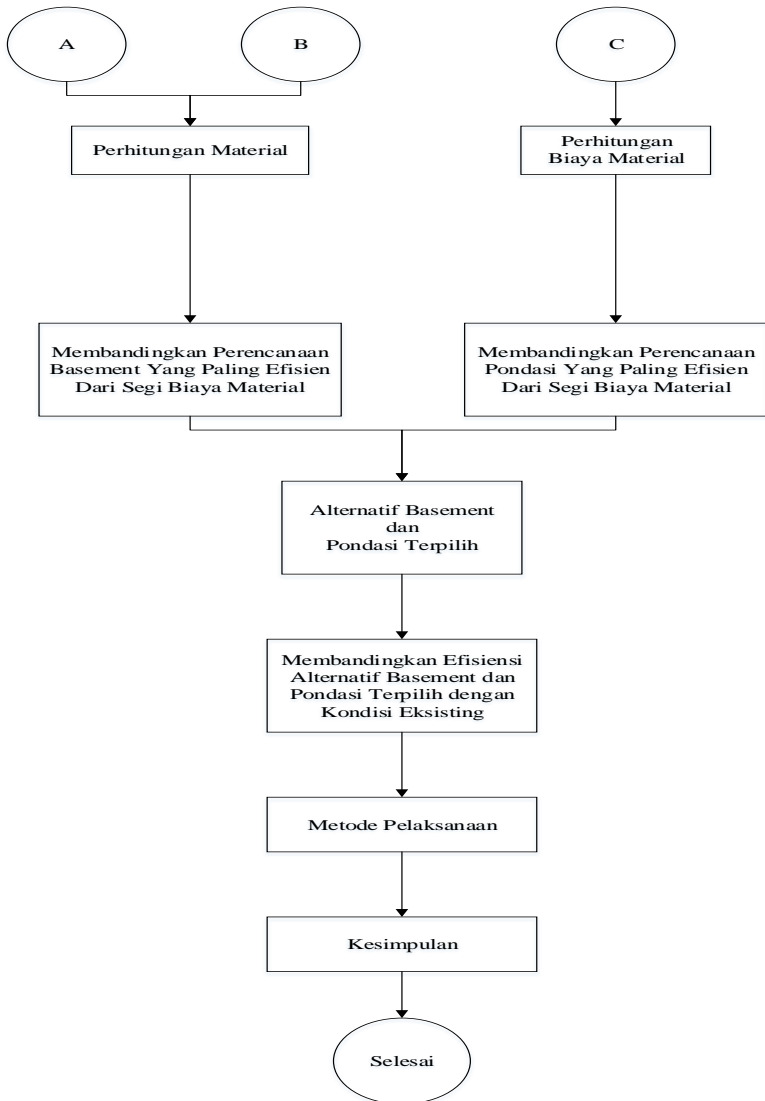 A
B
C
Perhitungan Material
Perhitungan
Biaya Material
Membandingkan Perencanaan
Basement Yang Paling Efisien
Dari Segi Biaya Material
Membandingkan Perencanaan
Pondasi Yang Paling Efisien
Dari Segi Biaya Material
Alternatif Basement
dan
Pondasi Terpilih
Membandingkan Efisiensi
Alternatif Basement dan
Pondasi Terpilih dengan
Kondisi Eksisting
Metode Pelaksanaan
Kesimpulan
Selesai